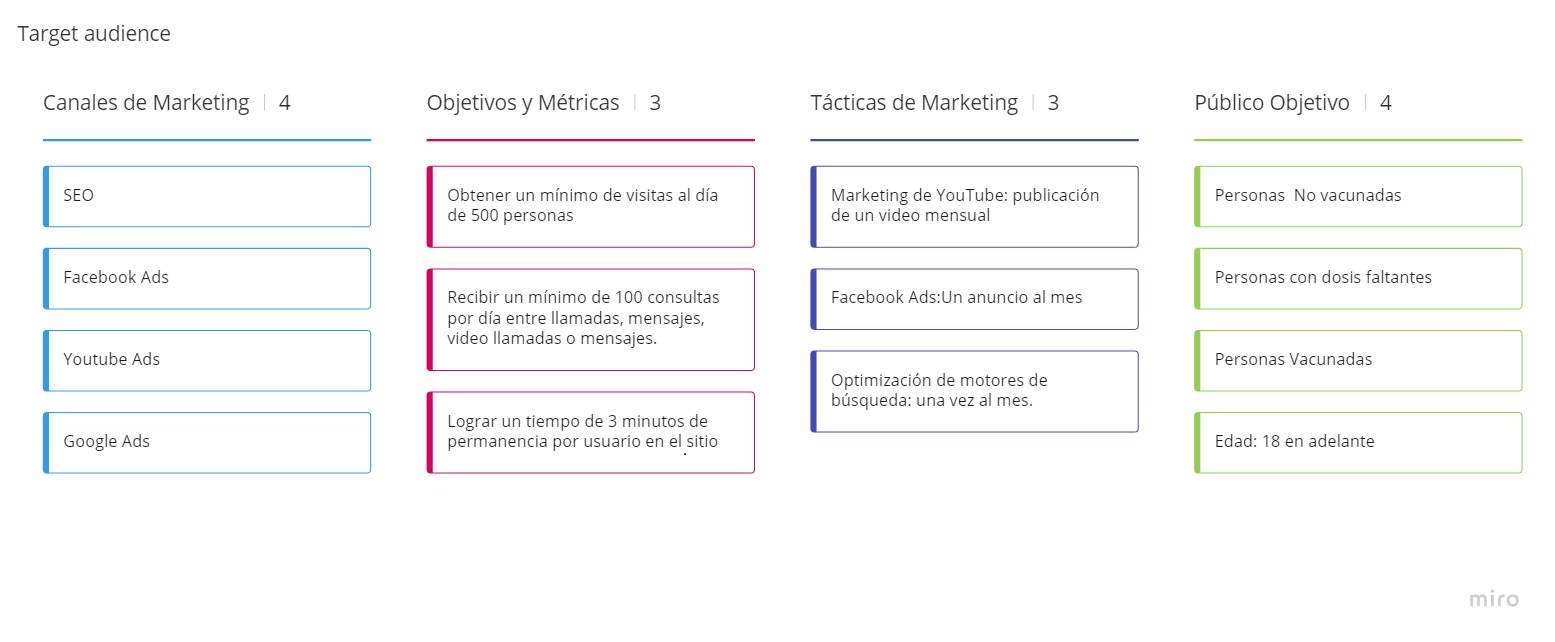 Target audience
Canales de Marketing | 4
SEO
Facebook Ads
Youtube Ads
Google Ads
Objetivos y Métricas | 3
Obtener un mínimo de visitas al día
de 500 personas
Recibir un mínimo de 100 consultas
por día entre llamadas, mensajes,
video llamadas o mensajes.
Lograr un tiempo de 3 minutos de
permanencia por usuario en el sitio
.
Tácticas de Marketing | 3
Marketing de YouTube: publicación
de un video mensual
Facebook Ads:Un anuncio al mes
Optimización de motores de
búsqueda: una vez al mes.
Público Objetivo | 4
Personas  No vacunadas
Personas con dosis faltantes
Personas Vacunadas
Edad: 18 en adelante
miro